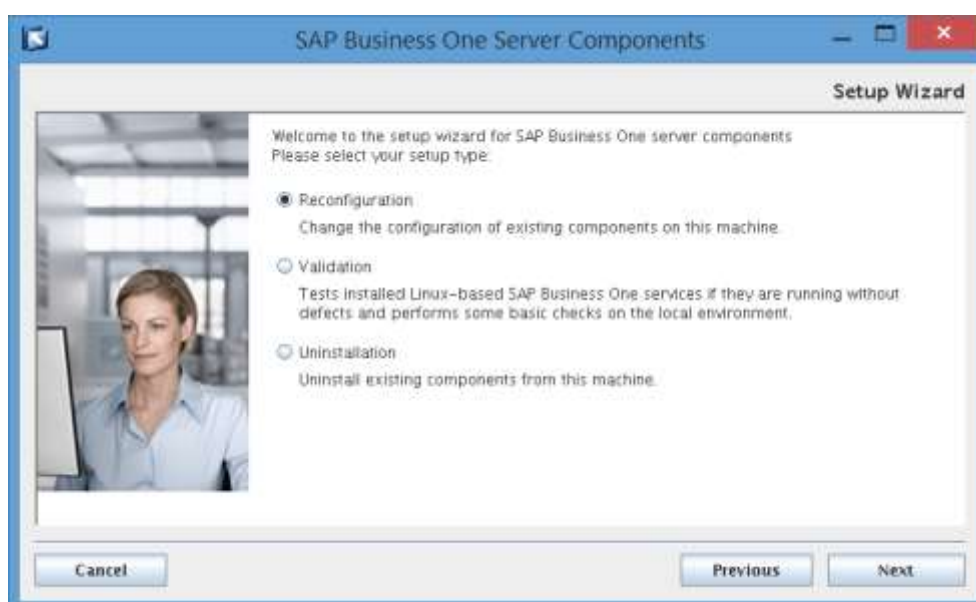 SAP Business One Server Components
Setup Wizard
Welcome to the setup wizard for SAP Business One server components
Please select your setup type:
Reconfiguration
Change the configuration of existing components on this machine.
Validation
Tests installed Linux-based SAP Business One services if they are running without
defects and performs some basic checks on the local environment.
Uninstallation
Uninstall existing components from this machine.
Cancel
Previous
Next